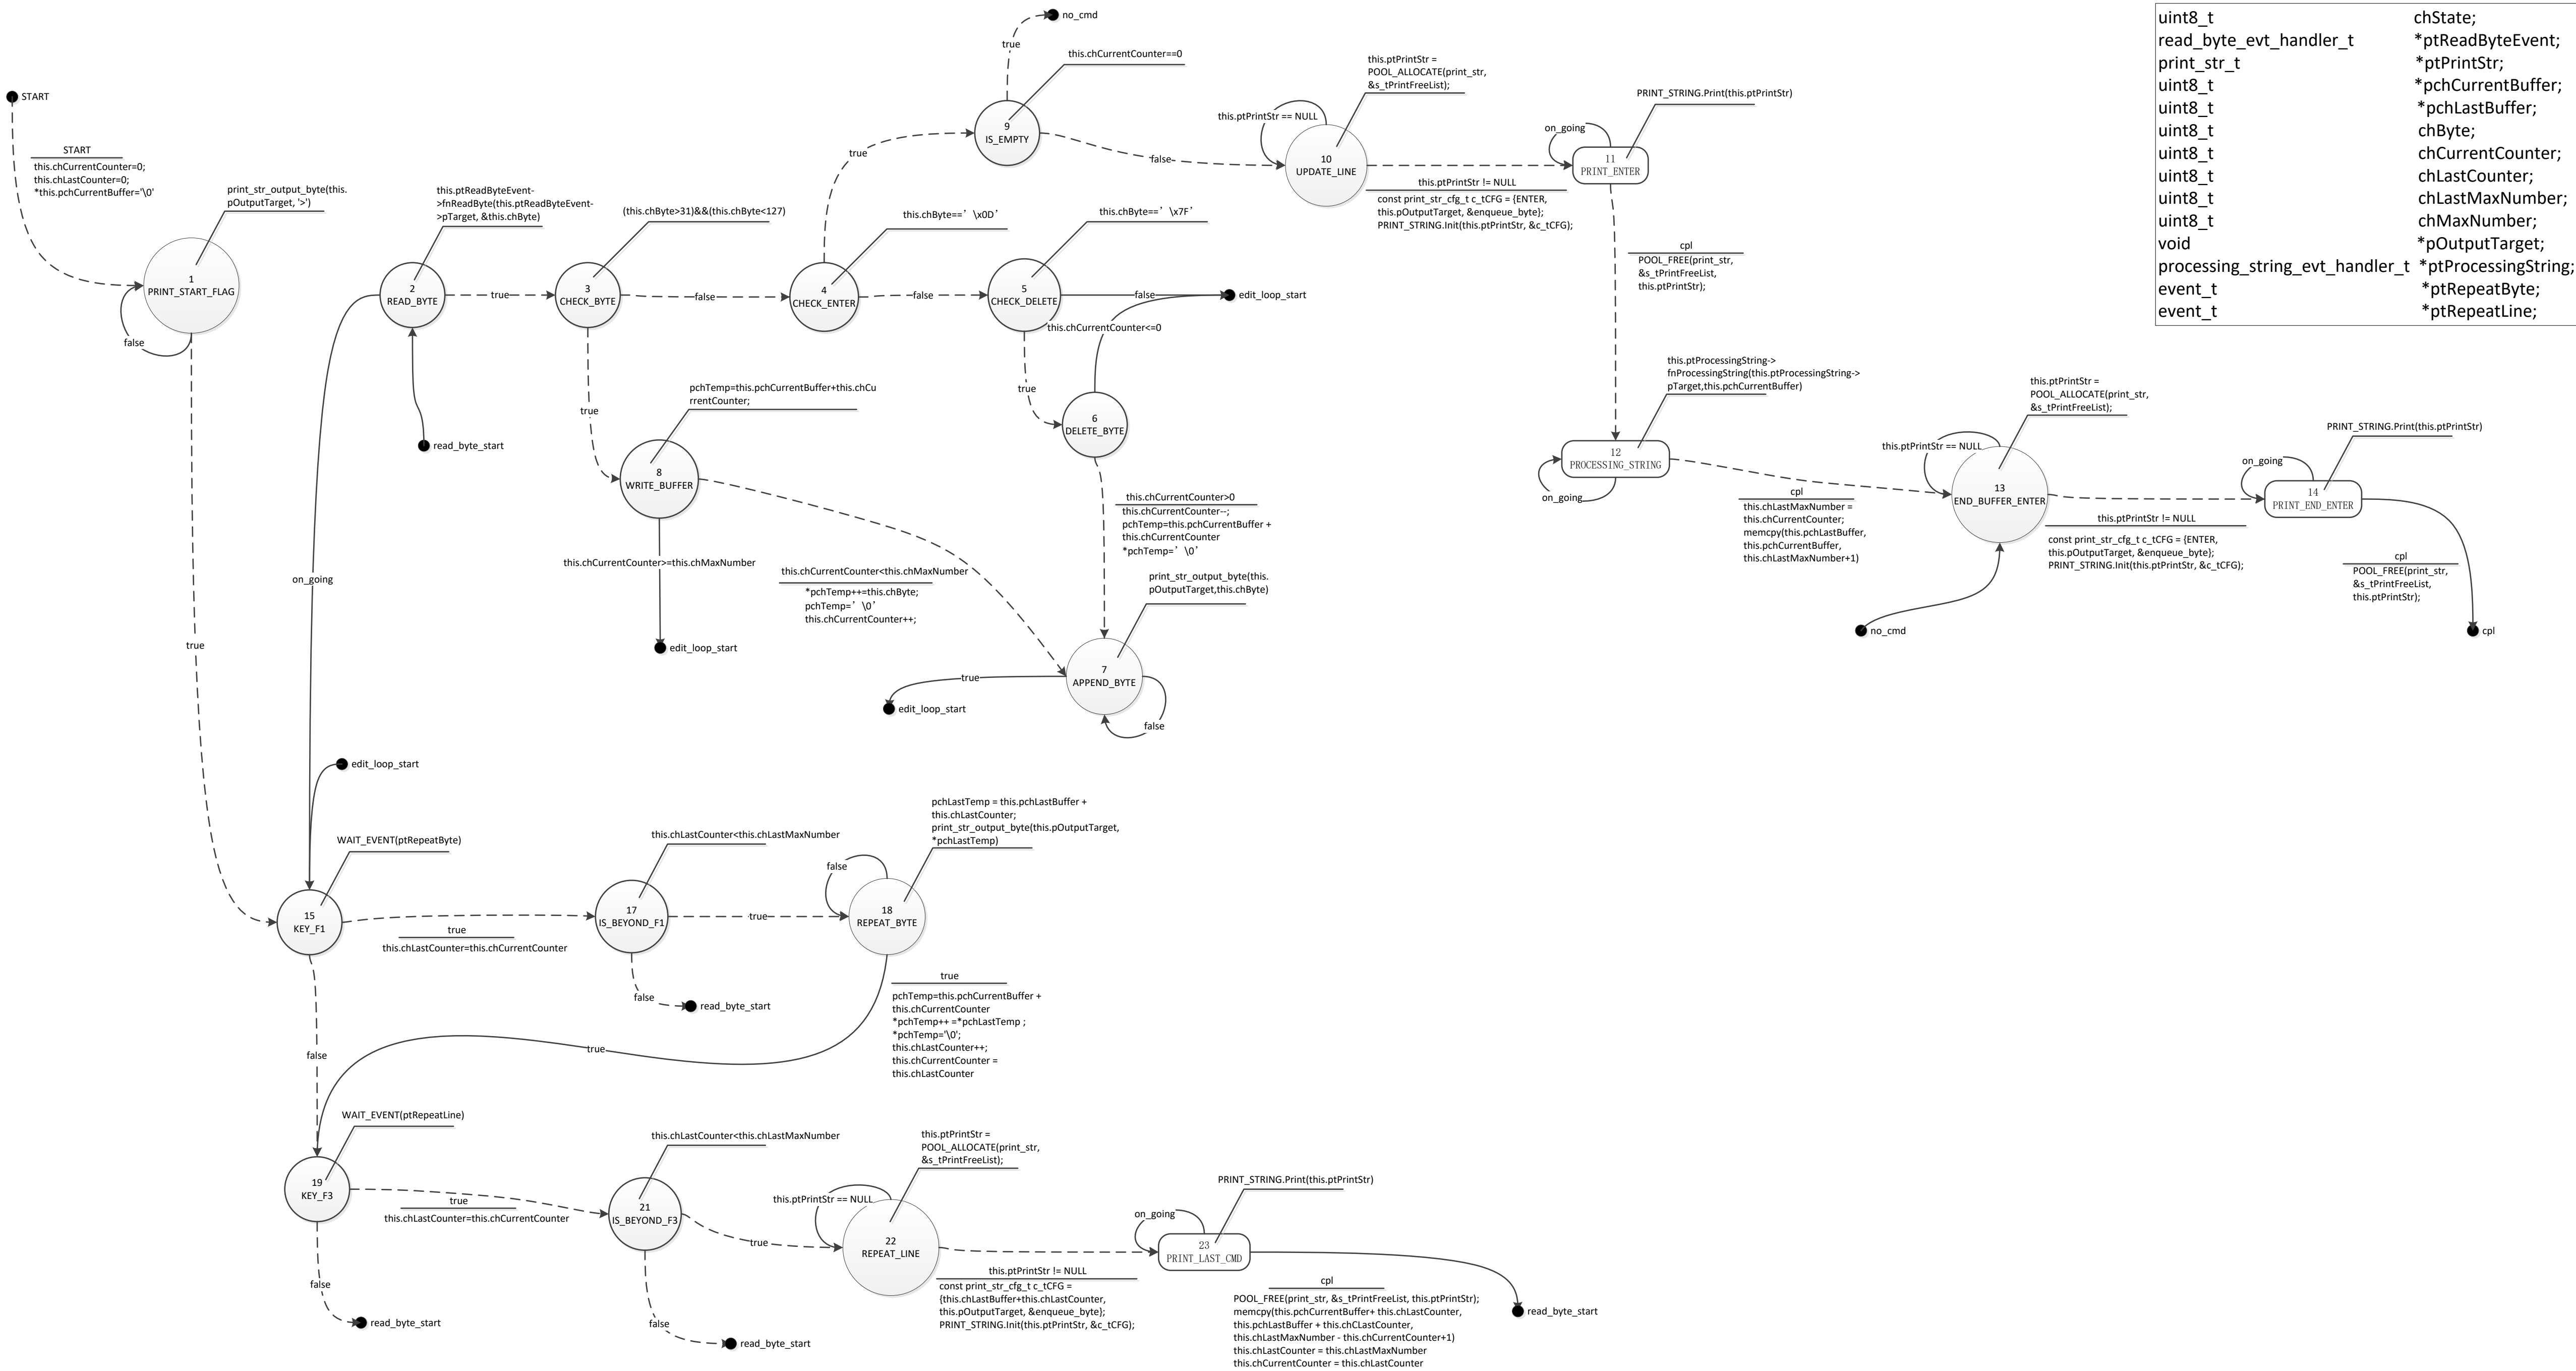 no_cmd
true
this.chCurrentCounter==0
9
IS_EMPTY
true
false
this.ptPrintStr =
POOL_ALLOCATE(print_str,
&s_tPrintFreeList);
this.ptPrintStr == NULL
10
UPDATE_LINE
this.ptPrintStr != NULL
const print_str_cfg_t c_tCFG = {ENTER,
this.pOutputTarget, &enqueue_byte};
PRINT_STRING.Init(this.ptPrintStr, &c_tCFG);
PRINT_STRING.Print(this.ptPrintStr)
on_going
11
PRINT_ENTER
cpl
POOL_FREE(print_str,
&s_tPrintFreeList,
this.ptPrintStr);
uint8_t chState;
read_byte_evt_handler_t *ptReadByteEvent;
print_str_t *ptPrintStr;
uint8_t *pchCurrentBuffer;
uint8_t *pchLastBuffer;
uint8_t chByte;
uint8_t chCurrentCounter;
uint8_t chLastCounter;
uint8_t chLastMaxNumber;
uint8_t chMaxNumber;
void *pOutputTarget;
processing_string_evt_handler_t *ptProcessingString;
event_t *ptRepeatByte;
event_t *ptRepeatLine;
START
START
this.chCurrentCounter=0;
this.chLastCounter=0;
*this.pchCurrentBuffer='\0'
print_str_output_byte(this.
pOutputTarget, '>')
1
PRINT_START_FLAG
false
true
this.ptReadByteEvent-
>fnReadByte(this.ptReadByteEvent-
>pTarget, &this.chByte)
2
READ_BYTE
true
on_going
read_byte_start
(this.chByte>31)&&(this.chByte<127)
3
CHECK_BYTE
false
true
this.chByte==’\x0D’
4
CHECK_ENTER
false
this.chByte==’\x7F’
5
CHECK_DELETE
false
edit_loop_start
this.chCurrentCounter<=0
true
6
DELETE_BYTE
this.chCurrentCounter>0
this.chCurrentCounter--;
pchTemp=this.pchCurrentBuffer +
this.chCurrentCounter
*pchTemp=’\0’
pchTemp=this.pchCurrentBuffer+this.chCu
rrentCounter;
8
WRITE_BUFFER
this.chCurrentCounter>=this.chMaxNumber
edit_loop_start
this.chCurrentCounter<this.chMaxNumber
*pchTemp++=this.chByte;
pchTemp=’\0’
this.chCurrentCounter++;
print_str_output_byte(this.
pOutputTarget,this.chByte)
7
APPEND_BYTE
true
edit_loop_start
false
this.ptProcessingString->
fnProcessingString(this.ptProcessingString->
pTarget,this.pchCurrentBuffer)
12
PROCESSING_STRING
on_going
cpl
this.chLastMaxNumber =
this.chCurrentCounter;
memcpy(this.pchLastBuffer,
this.pchCurrentBuffer,
this.chLastMaxNumber+1)
this.ptPrintStr =
POOL_ALLOCATE(print_str,
&s_tPrintFreeList);
this.ptPrintStr == NULL
13
END_BUFFER_ENTER
no_cmd
this.ptPrintStr != NULL
const print_str_cfg_t c_tCFG = {ENTER,
this.pOutputTarget, &enqueue_byte};
PRINT_STRING.Init(this.ptPrintStr, &c_tCFG);
PRINT_STRING.Print(this.ptPrintStr)
on_going
14
PRINT_END_ENTER
cpl
POOL_FREE(print_str,
&s_tPrintFreeList,
this.ptPrintStr);
cpl
edit_loop_start
WAIT_EVENT(ptRepeatByte)
15
KEY_F1
true
this.chLastCounter=this.chCurrentCounter
false
this.chLastCounter<this.chLastMaxNumber
17
IS_BEYOND_F1
true
false
read_byte_start
pchLastTemp = this.pchLastBuffer +
this.chLastCounter;
print_str_output_byte(this.pOutputTarget,
*pchLastTemp)
false
18
REPEAT_BYTE
true
pchTemp=this.pchCurrentBuffer +
this.chCurrentCounter
*pchTemp++ =*pchLastTemp ;
*pchTemp='\0';
this.chLastCounter++;
this.chCurrentCounter =
this.chLastCounter
true
WAIT_EVENT(ptRepeatLine)
19
KEY_F3
true
this.chLastCounter=this.chCurrentCounter
false
read_byte_start
this.chLastCounter<this.chLastMaxNumber
21
IS_BEYOND_F3
true
false
read_byte_start
this.ptPrintStr =
POOL_ALLOCATE(print_str,
&s_tPrintFreeList);
this.ptPrintStr == NULL
22
REPEAT_LINE
this.ptPrintStr != NULL
const print_str_cfg_t c_tCFG =
{this.chLastBuffer+this.chLastCounter,
this.pOutputTarget, &enqueue_byte};
PRINT_STRING.Init(this.ptPrintStr, &c_tCFG);
PRINT_STRING.Print(this.ptPrintStr)
on_going
23
PRINT_LAST_CMD
cpl
POOL_FREE(print_str, &s_tPrintFreeList, this.ptPrintStr);
memcpy(this.pchCurrentBuffer+ this.chLastCounter,
this.pchLastBuffer + this.chCLastCounter,
this.chLastMaxNumber - this.chCurrentCounter+1)
this.chLastCounter = this.chLastMaxNumber
this.chCurrentCounter = this.chLastCounter
read_byte_start